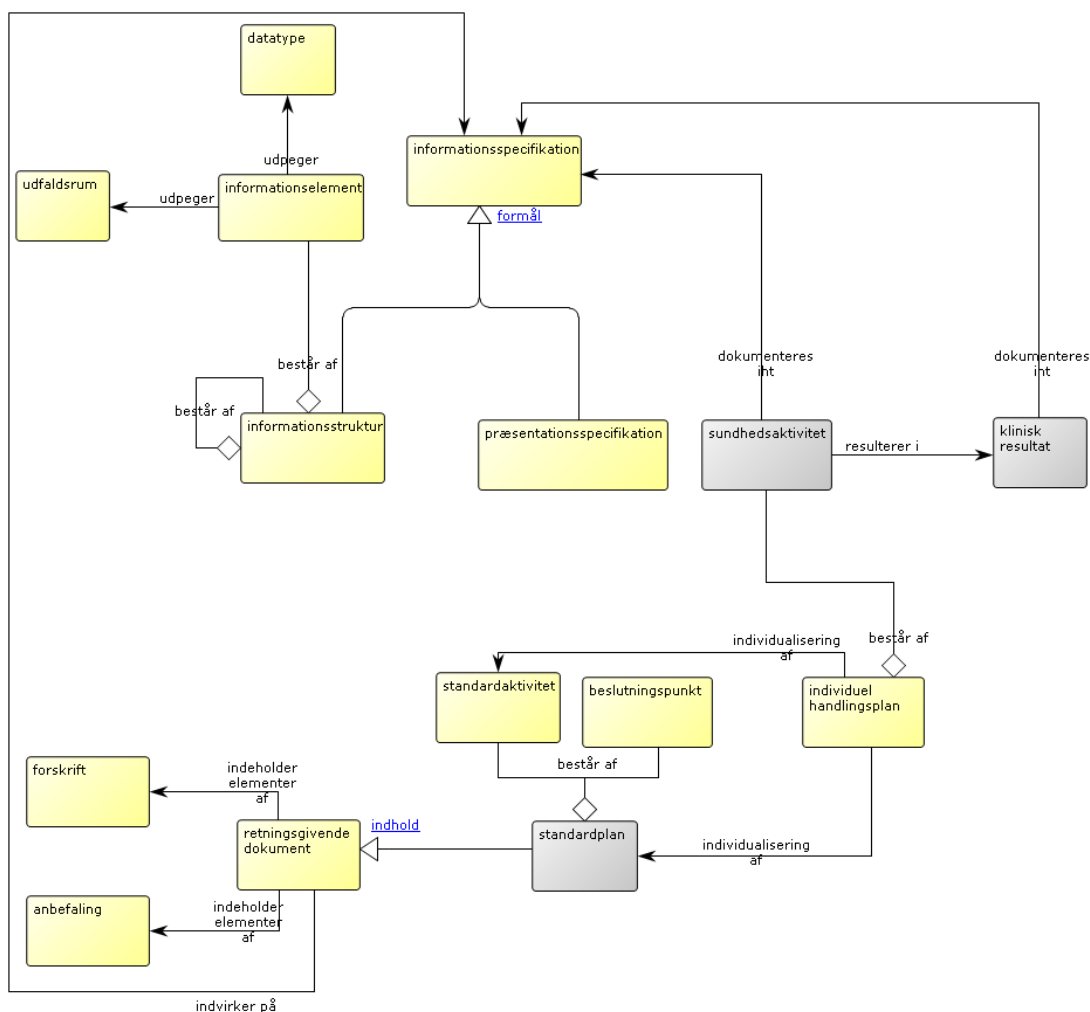 datatype
udpeger
informationsspecifikation
udfaldsrum
udpeger
informationselement
formål
består af
består af
informationsstruktur
præsentationsspecifikation
dokumenteres
iht
dokumenteres
int
sundhedsaktivitet
resulterer i
klinisk
resultat
individualisering
af
består af
standardaktivitet
beslutningspunkt
individuel
handlingsplan
består af
forskrift
indeholder
elementer
af
retningsgivende
dokument
indhold
standardplan
individualisering
af
anbefaling
indeholder
elementer
af
indvirker på